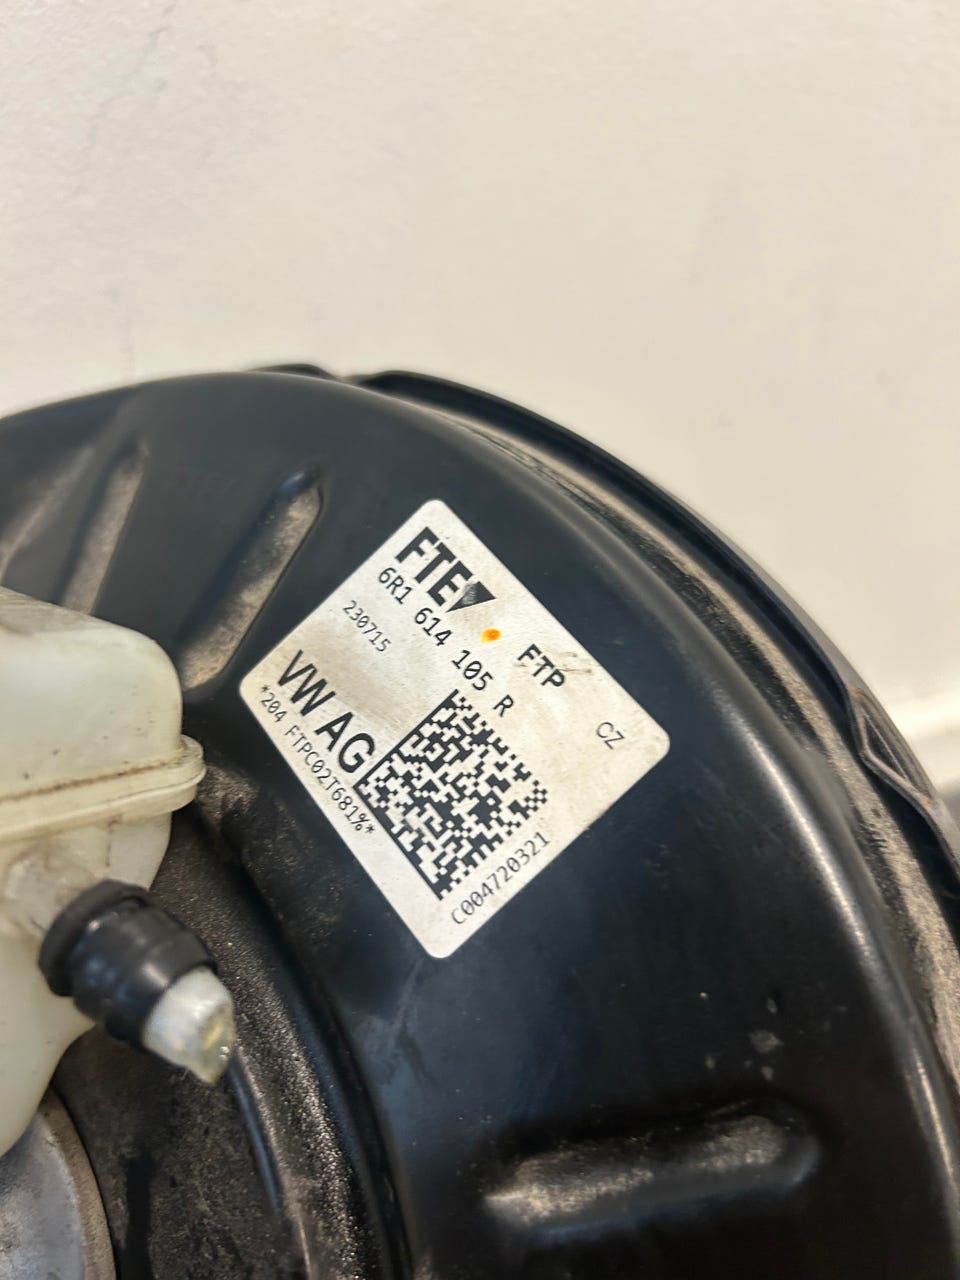 FTE
6R1 614 105 R
FTP
230715
CZ
VW AG
*204 FTPC02T681%*
C004720321